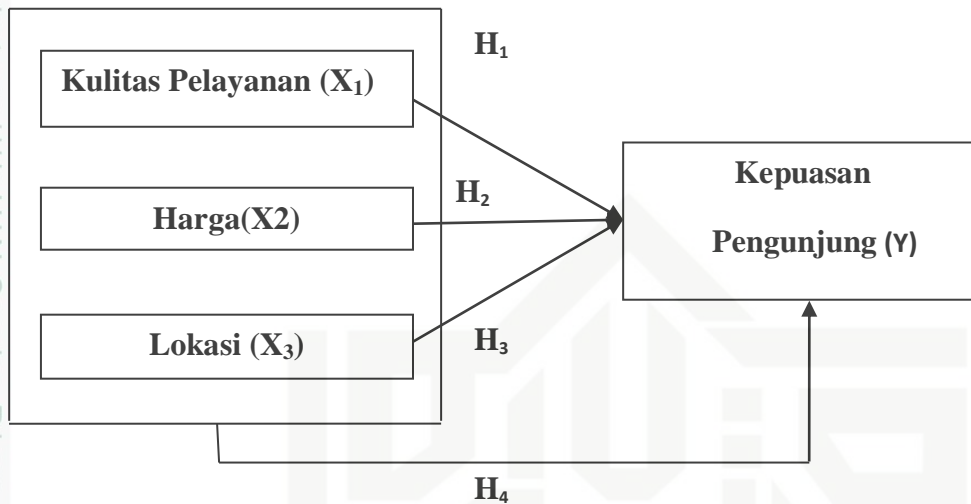 H₁
Kulitas Pelayanan (X₁)
H₂
Harga(X2)
Kepuasan
Pengunjung (Y)
Lokasi (X₃)
H₃
H₄